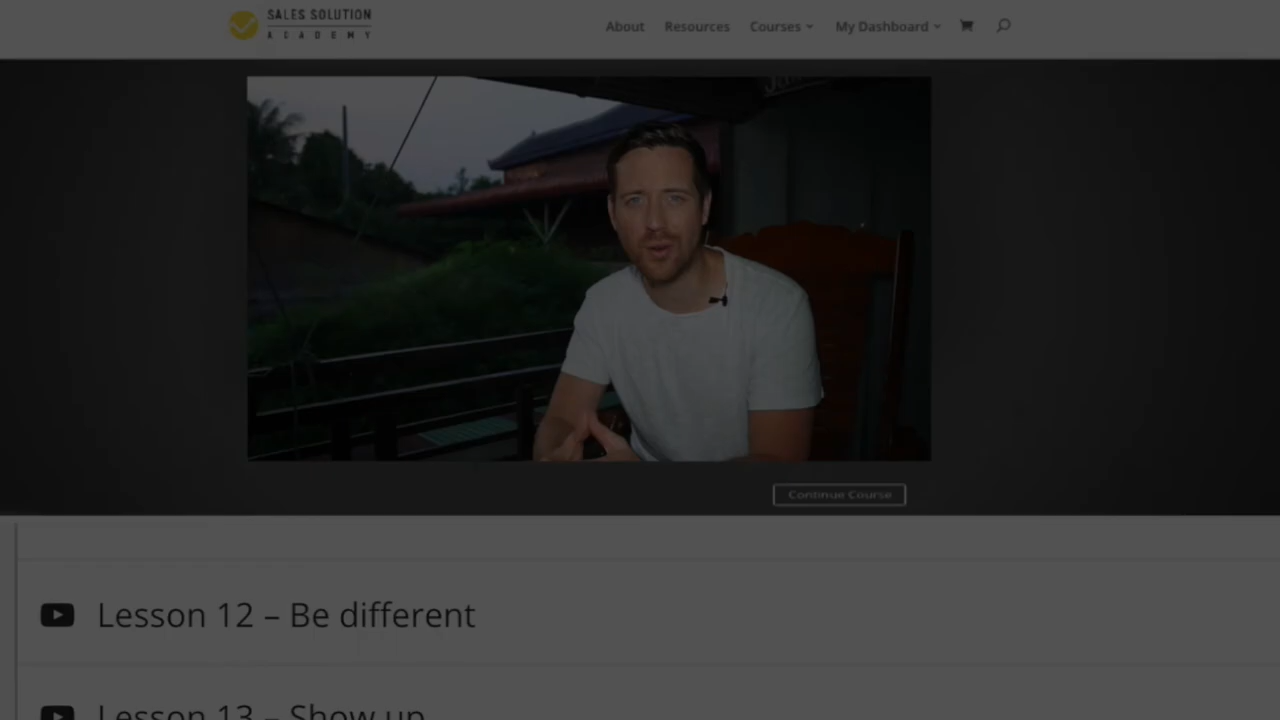 SALES SOLUTION
ACADEMY
About
Resources
Courses
My Dashboard
Continue Course
Lesson 12 – Be different
Lesson 13 – Show up